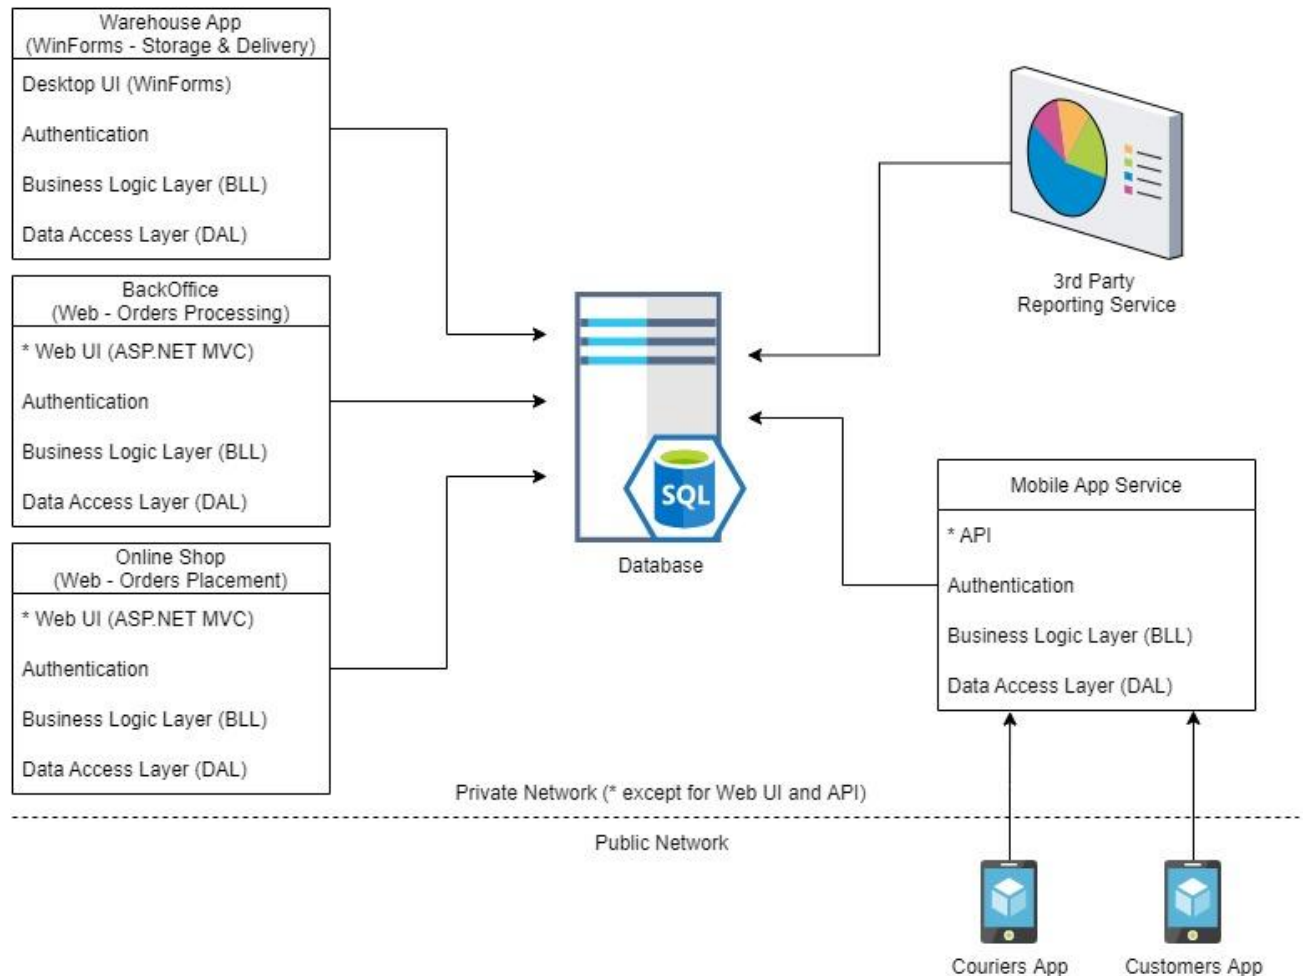 Warehouse App
(WinForms - Storage & Delivery)
Desktop UI (WinForms)
Authentication
Business Logic Layer (BLL)
Data Access Layer (DAL)
BackOffice
(Web - Orders Processing)
* Web UI (ASP.NET MVC)
Authentication
Business Logic Layer (BLL)
Data Access Layer (DAL)
Online Shop
(Web - Orders Placement)
* Web UI (ASP.NET MVC)
Authentication
Business Logic Layer (BLL)
Data Access Layer (DAL)
SQL
Database
3rd Party
Reporting Service
Mobile App Service
* API
Authentication
Business Logic Layer (BLL)
Data Access Layer (DAL)
Private Network (* except for Web UI and API)
Public Network
Couriers App
Customers App